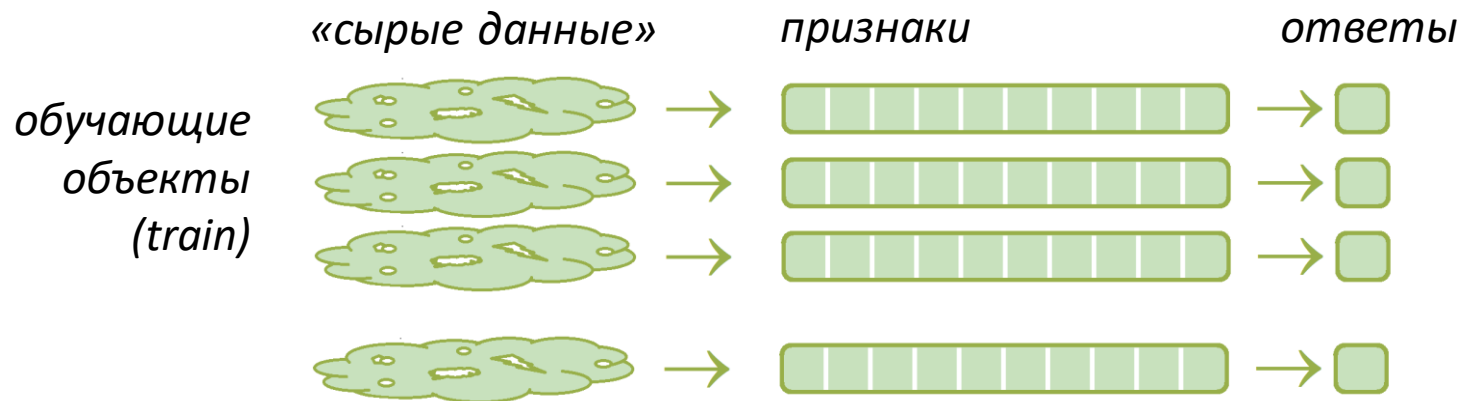 «сырые данные»
признаки
ответы
обучающие
объекты
(train)